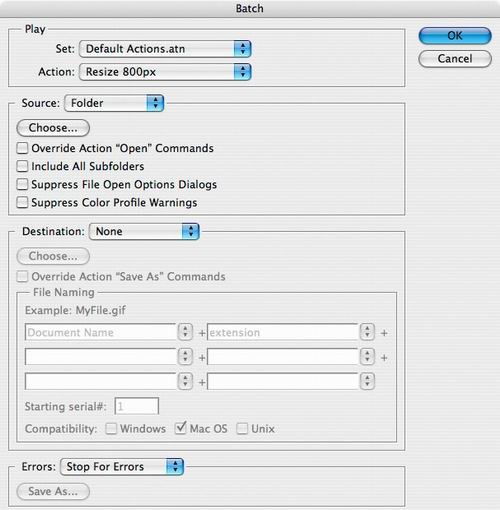 Batch
Play
Set: Default Actions.atn
Action: Resize 800px
OK
Cancel
Source: Folder
Choose...
Override Action “Open” Commands
Include All Subfolders
Suppress File Open Options Dialogs
Suppress Color Profile Warnings
Destination: None
Choose...
Override Action “Save As” Commands
File Naming
Example: MyFile.gif
Document Name + extension +
+ +
+
Starting serial#: 1
Compatibility: Windows Mac OS Unix
Errors: Stop For Errors
Save As...